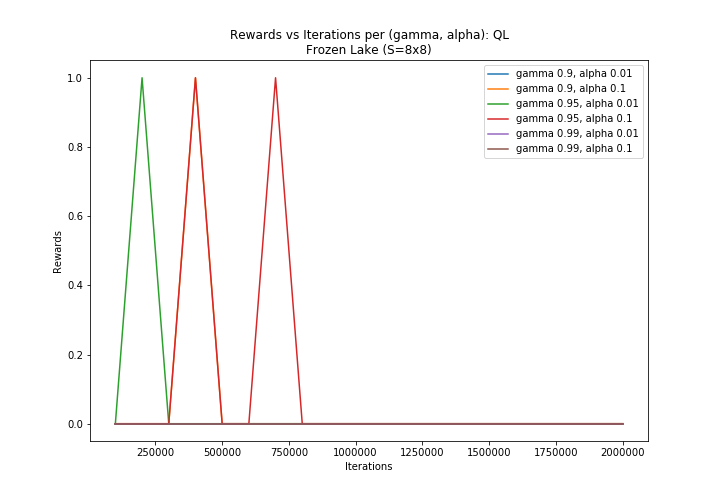 Rewards vs Iterations per (gamma, alpha): QL
Frozen Lake (S=8x8)
gamma 0.9, alpha 0.01
gamma 0.9, alpha 0.1
gamma 0.95, alpha 0.01
gamma 0.95, alpha 0.1
gamma 0.99, alpha 0.01
gamma 0.99, alpha 0.1
Rewards
1.0
0.8
0.6
0.4
0.2
0.0
250000 500000 750000 1000000 1250000 1500000 1750000 2000000
Iterations